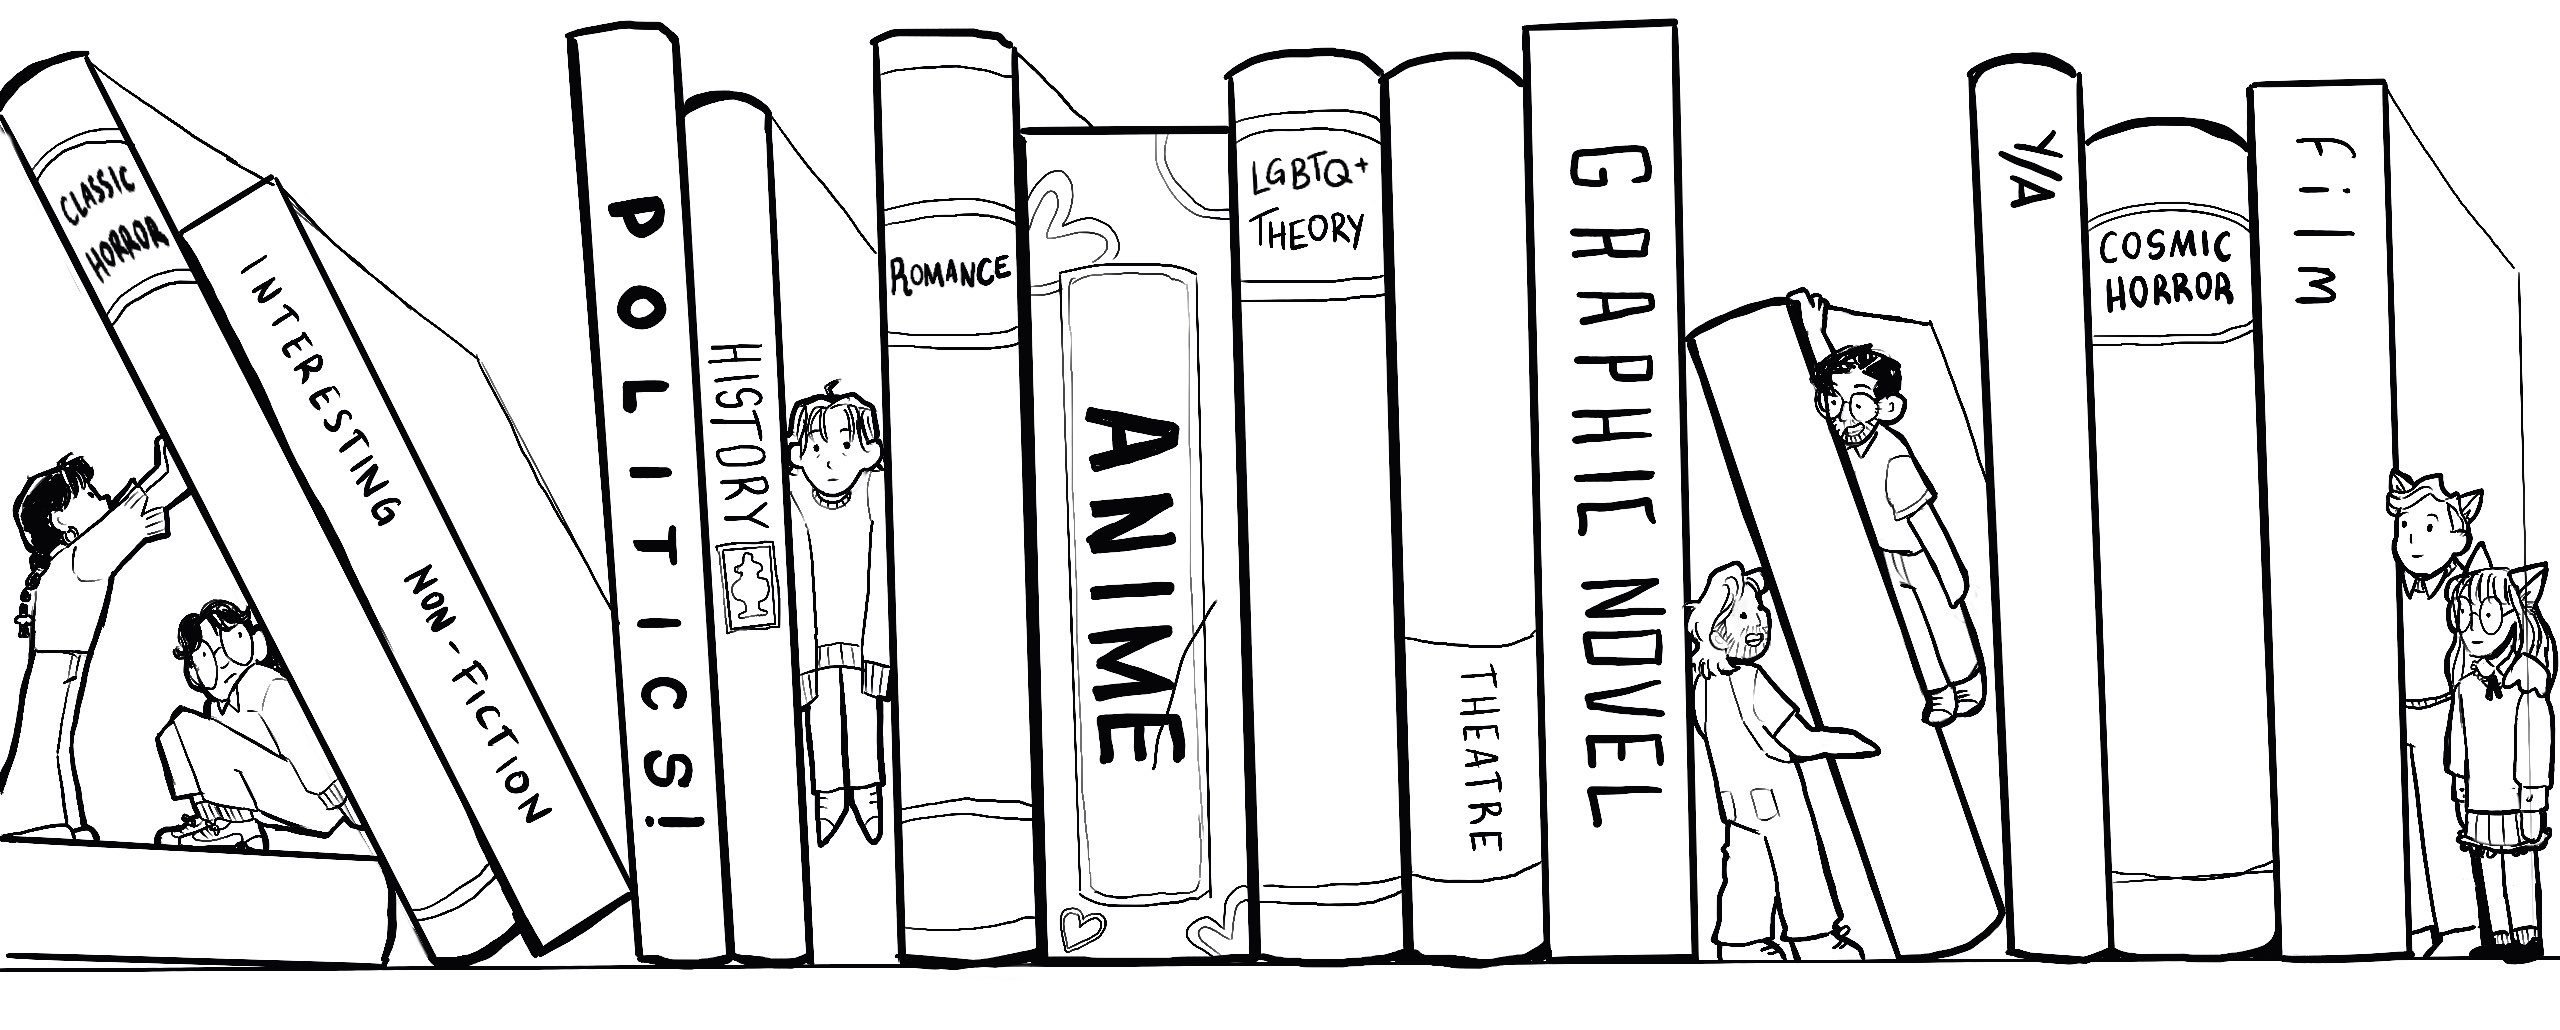 CLASSIC
HORROR
INTERESTING NON-FICTION
POLITICS!
HISTORY
ROMANCE
ANIME
LGBTQ+
THEORY
THEATRE
GRAPHIC NOVEL
Y/A
COSMIC
HORROR
FilM